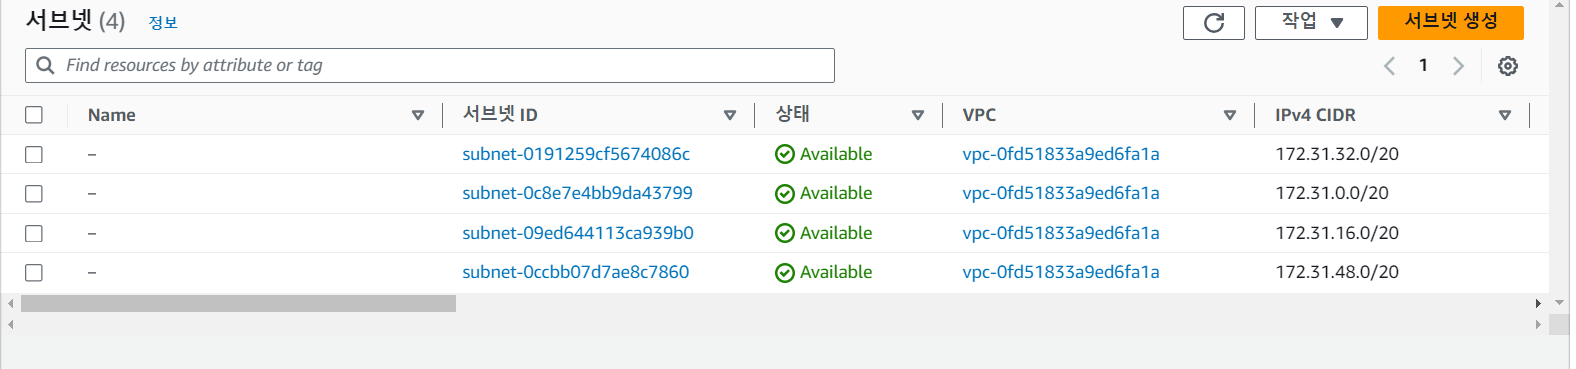 서브넷 (4) 정보 작업 서브넷 생성
Find resources by attribute or tag 1
Name 서브넷 ID 상태 VPC IPv4 CIDR
– subnet-0191259cf5674086c Available vpc-0fd51833a9ed6fa1a 172.31.32.0/20
– subnet-0c8e7e4bb9da43799 Available vpc-0fd51833a9ed6fa1a 172.31.0.0/20
– subnet-09ed644113ca939b0 Available vpc-0fd51833a9ed6fa1a 172.31.16.0/20
– subnet-0ccbb07d7ae8c7860 Available vpc-0fd51833a9ed6fa1a 172.31.48.0/20